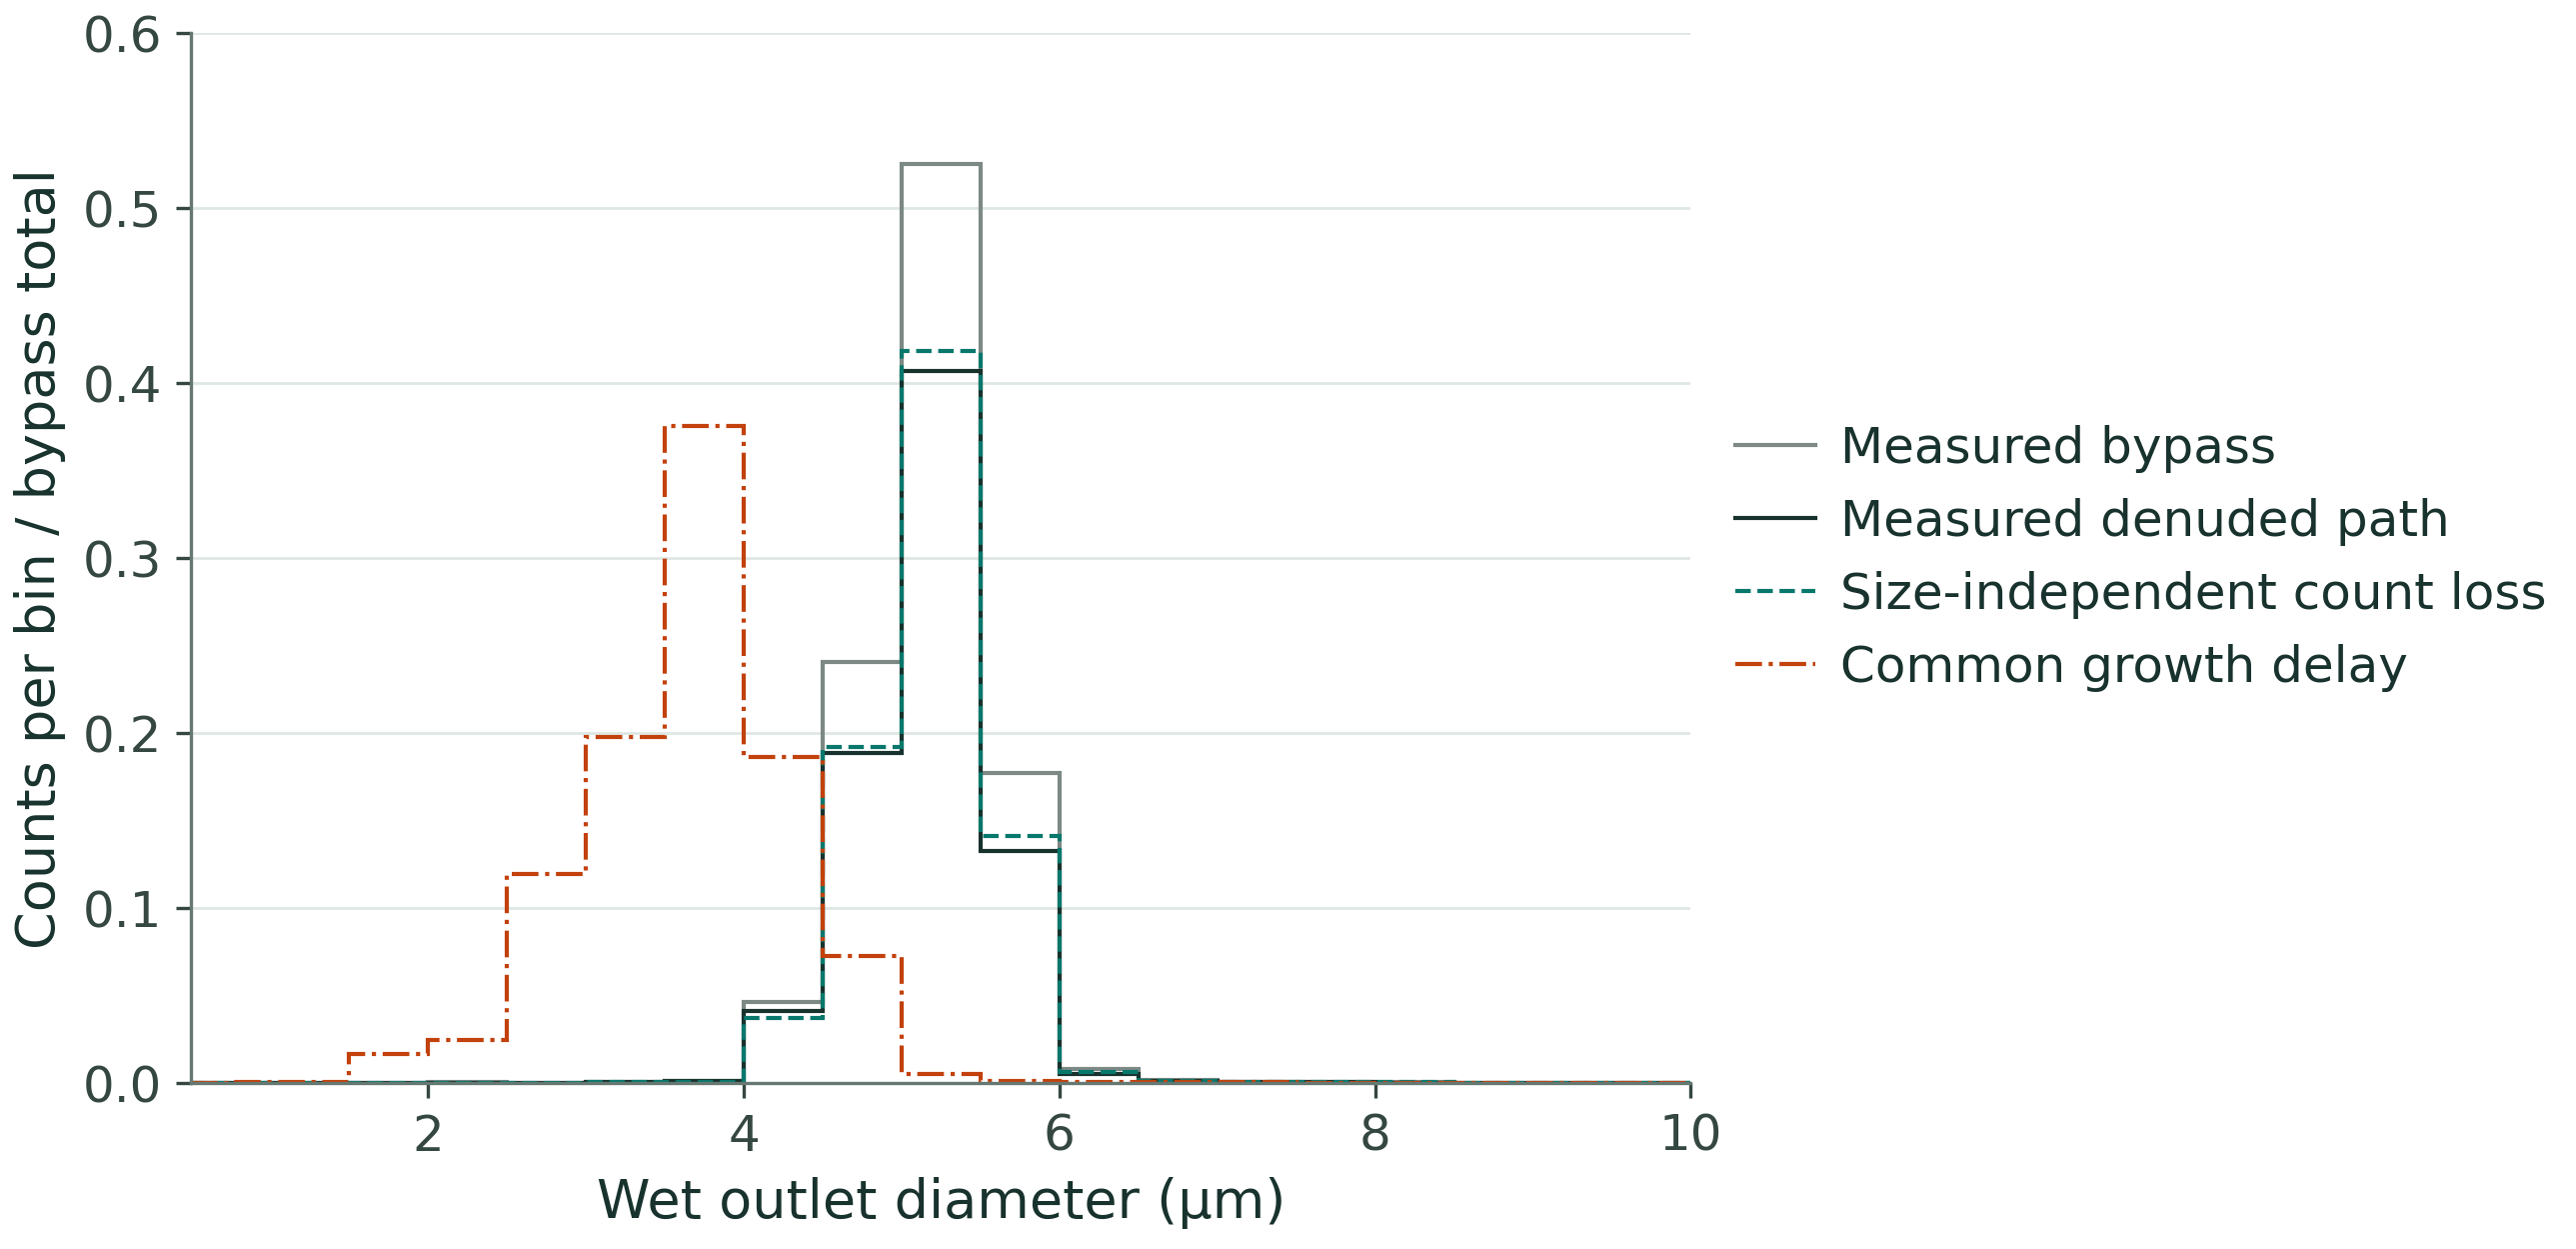 0.6
0.5
0.4
0.3
0.2
0.1
0.0
Counts per bin / bypass total
2
4
6
8
10
Wet outlet diameter (µm)
Measured bypass
Measured denuded path
Size-independent count loss
Common growth delay